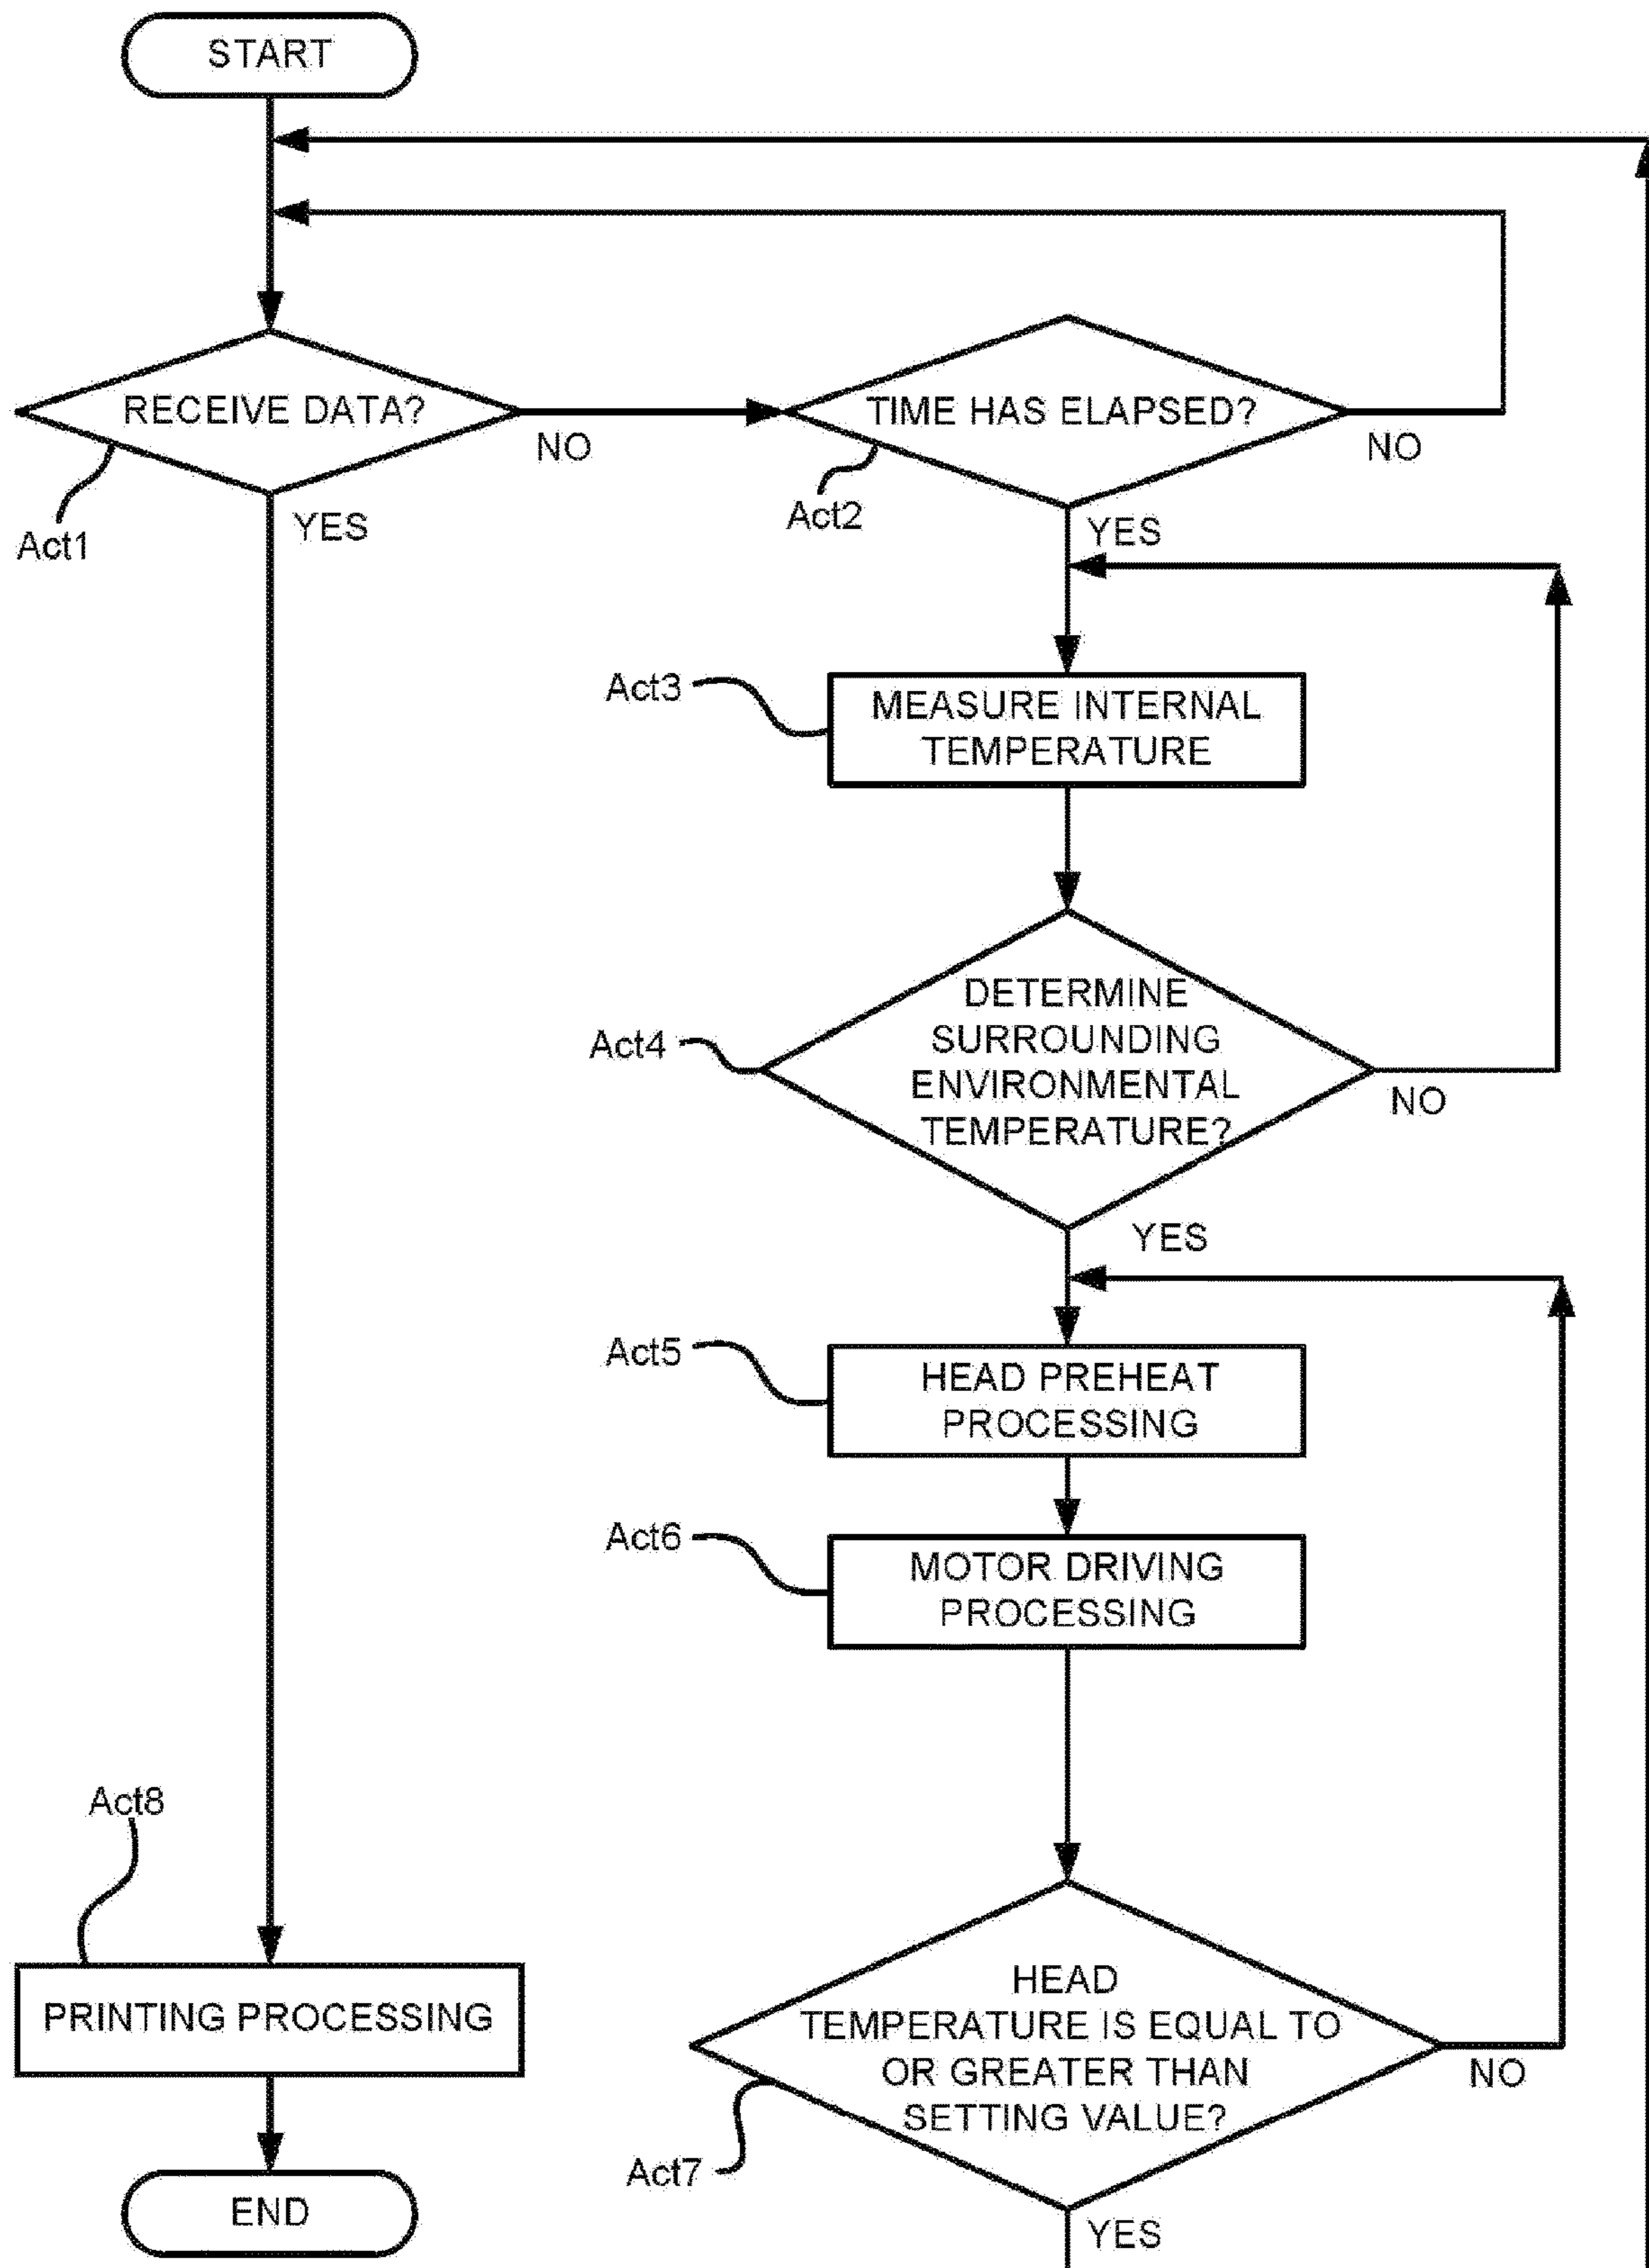 START
RECEIVE DATA?
NO
TIME HAS ELAPSED?
NO
Act1
YES
Act2
YES
Act3
MEASURE INTERNAL
TEMPERATURE
Act4
DETERMINE
SURROUNDING
ENVIRONMENTAL
TEMPERATURE?
NO
YES
Act5
HEAD PREHEAT
PROCESSING
Act6
MOTOR DRIVING
PROCESSING
Act8
PRINTING PROCESSING
HEAD
TEMPERATURE IS EQUAL TO
OR GREATER THAN
SETTING VALUE?
NO
Act7
YES
END